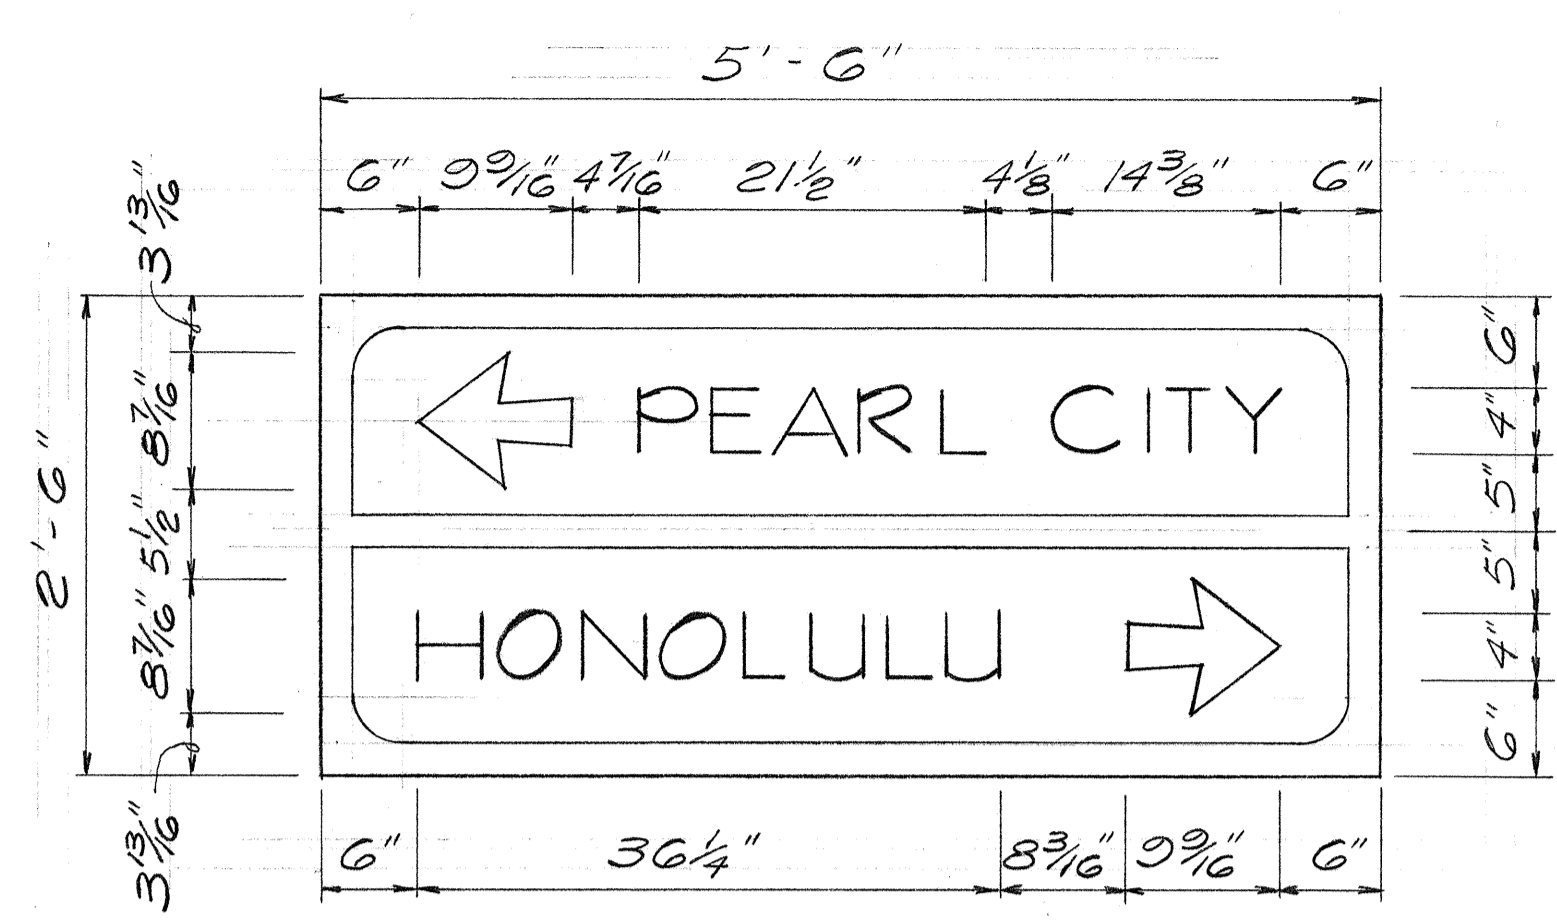 5'-6"
6" 9 9/16" 4 7/16" 21 1/2" 4 1/8" 14 3/8" 6"
PEARL CITY
HONOLULU
6" 36 1/4" 8 3/16" 9 9/16" 6"
2'-6"
3 13/16" 8 7/16" 5 1/2" 8 7/16" 3 13/16"
6" 4" 5" 5" 4" 6"